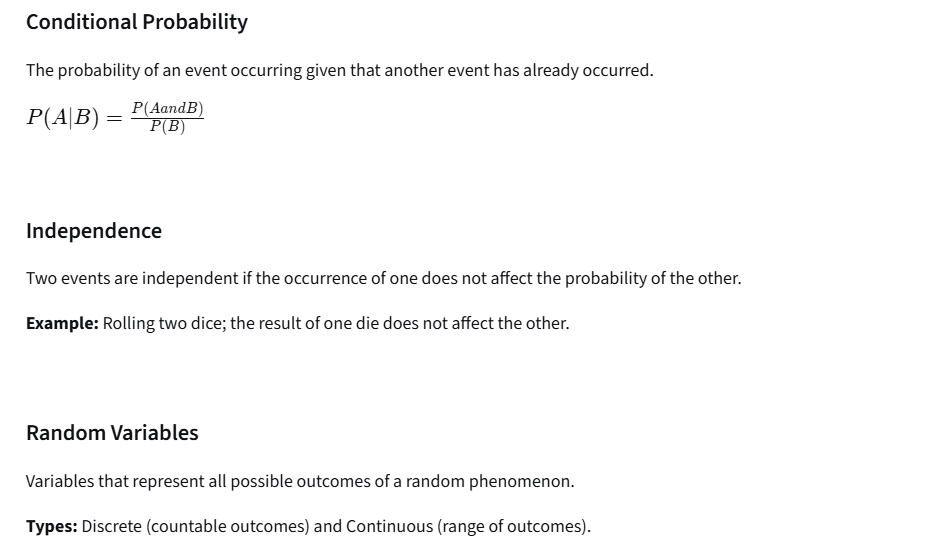 Conditional Probability
The probability of an event occurring given that another event has already occurred.
P(A|B) = P(AandB) / P(B)
Independence
Two events are independent if the occurrence of one does not affect the probability of the other.
Example: Rolling two dice; the result of one die does not affect the other.
Random Variables
Variables that represent all possible outcomes of a random phenomenon.
Types: Discrete (countable outcomes) and Continuous (range of outcomes).